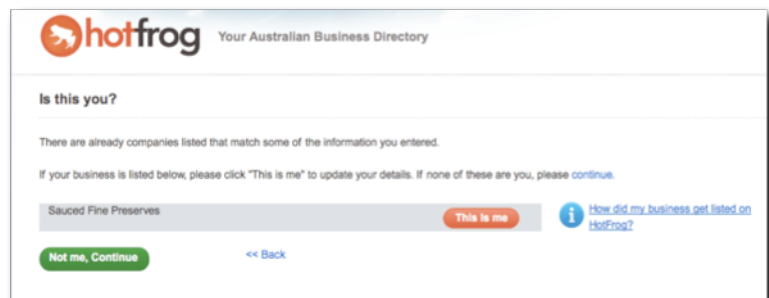 hotfrog Your Australian Business Directory
Is this you?
There are already companies listed that match some of the information you entered.
If your business is listed below, please click "This is me" to update your details. If none of these are you, please continue.
Sauced Fine Preserves
This is me
i
How did my business get listed on
HotFrog?
Not me, Continue
<< Back